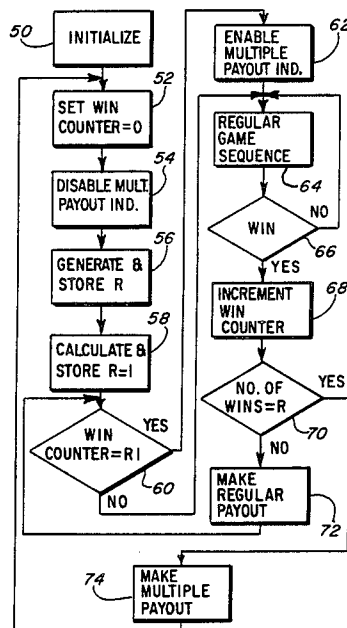 50
INITIALIZE
52
SET WIN
COUNTER=0
54
DISABLE MULT.
PAYOUT IND.
56
GENERATE &
STORE R
58
CALCULATE &
STORE R=1
WIN
COUNTER=R1
YES
NO
60
62
ENABLE
MULTIPLE
PAYOUT IND.
REGULAR
GAME
SEQUENCE
64
WIN
NO
66
YES
68
INCREMENT
WIN
COUNTER
NO. OF
WINS=R
YES
70
NO
MAKE
REGULAR
PAYOUT
72
74
MAKE
MULTIPLE
PAYOUT